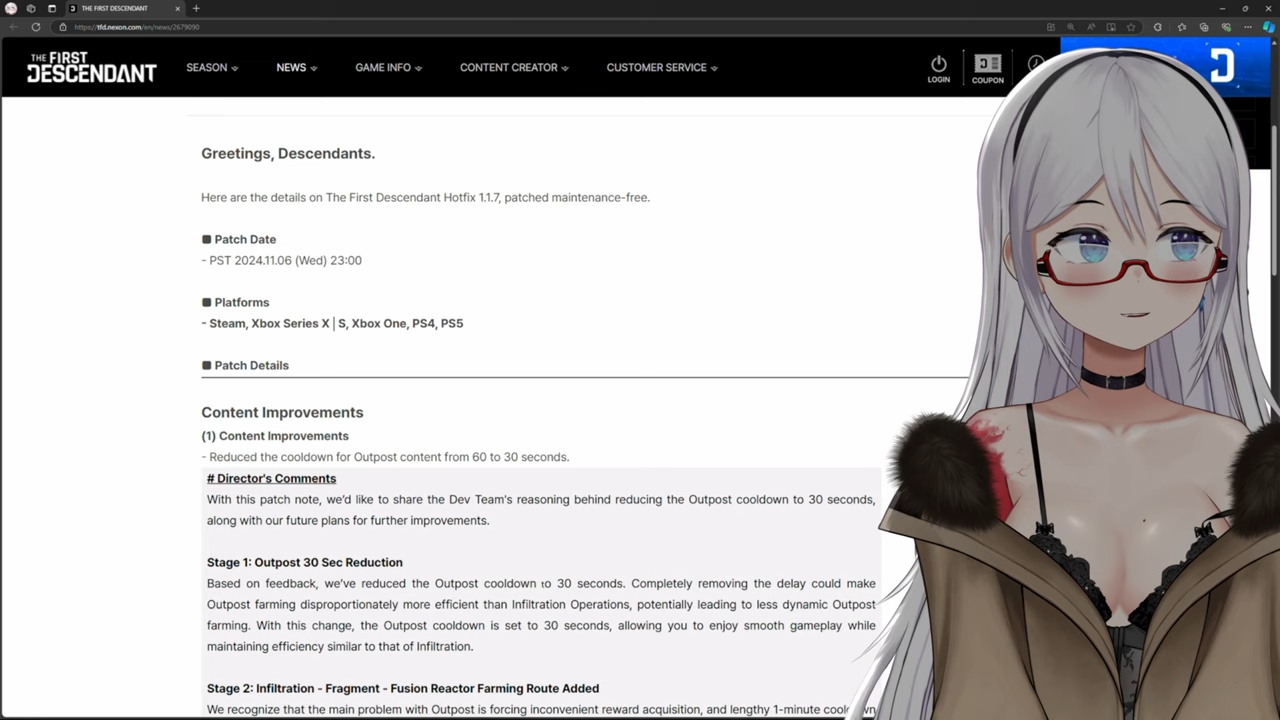 THE FIRST DESCENDANT
https://tfd.nexon.com/en/news/2679090
THE FIRST
DESCENDANT
SEASON
NEWS
GAME INFO
CONTENT CREATOR
CUSTOMER SERVICE
LOGIN
COUPON
Greetings, Descendants.
Here are the details on The First Descendant Hotfix 1.1.7, patched maintenance-free.
■ Patch Date
- PST 2024.11.06 (Wed) 23:00
■ Platforms
- Steam, Xbox Series X | S, Xbox One, PS4, PS5
■ Patch Details
Content Improvements
(1) Content Improvements
- Reduced the cooldown for Outpost content from 60 to 30 seconds.
# Director's Comments
With this patch note, we'd like to share the Dev Team's reasoning behind reducing the Outpost cooldown to 30 seconds,
along with our future plans for further improvements.
Stage 1: Outpost 30 Sec Reduction
Based on feedback, we've reduced the Outpost cooldown to 30 seconds. Completely removing the delay could make
Outpost farming disproportionately more efficient than Infiltration Operations, potentially leading to less dynamic Outpost
farming. With this change, the Outpost cooldown is set to 30 seconds, allowing you to enjoy smooth gameplay while
maintaining efficiency similar to that of Infiltration.
Stage 2: Infiltration - Fragment - Fusion Reactor Farming Route Added
We recognize that the main problem with Outpost is forcing inconvenient reward acquisition, and lengthy 1-minute cooldown